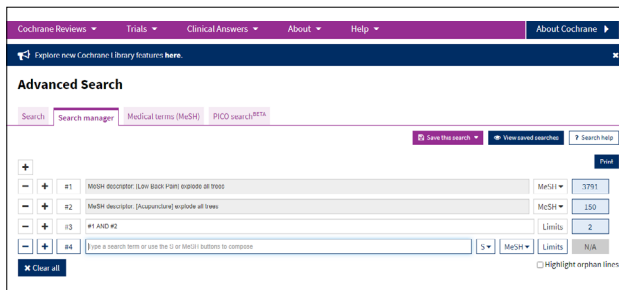 Cochrane Reviews Trials Clinical Answers About Help About Cochrane
Explore new Cochrane Library features here.
Advanced Search
Search Search manager Medical terms (MeSH) PICO searchBETA
Save this search View saved searches ? Search help
+ Print
− + #1 MeSH descriptor: [Low Back Pain] explode all trees MeSH 3791
− + #2 MeSH descriptor: [Acupuncture] explode all trees MeSH 150
− + #3 #1 AND #2 Limits 2
− + #4 Type a search term or use the S or MeSH buttons to compose S MeSH Limits N/A
× Clear all Highlight orphan lines